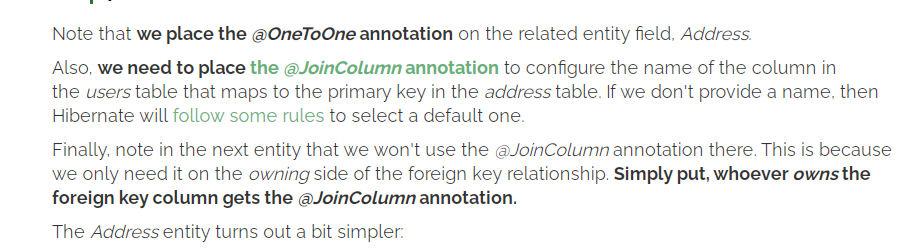 Note that we place the @OneToOne annotation on the related entity field, Address.
Also, we need to place the @JoinColumn annotation to configure the name of the column in
the users table that maps to the primary key in the address table. If we don't provide a name, then
Hibernate will follow some rules to select a default one.
Finally, note in the next entity that we won't use the @JoinColumn annotation there. This is because
we only need it on the owning side of the foreign key relationship. Simply put, whoever owns the
foreign key column gets the @JoinColumn annotation.
The Address entity turns out a bit simpler: